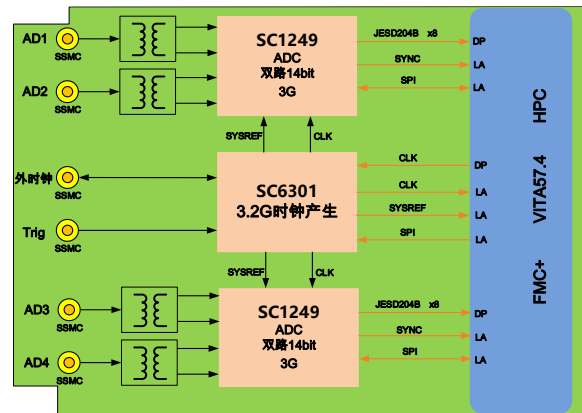 AD1
SSMC
AD2
SSMC
SC1249
ADC
双路14bit
3G
JESD204B x8
DP
SYNC
LA
SPI
LA
SYSREF
CLK
外时钟
SSMC
Trig
SSMC
SC6301
3.2G时钟产生
CLK
DP
CLK
LA
SYSREF
LA
SPI
LA
SYSREF
CLK
AD3
SSMC
AD4
SSMC
SC1249
ADC
双路14bit
3G
JESD204B x8
DP
SYNC
LA
SPI
LA
FMC+ VITA57.4 HPC